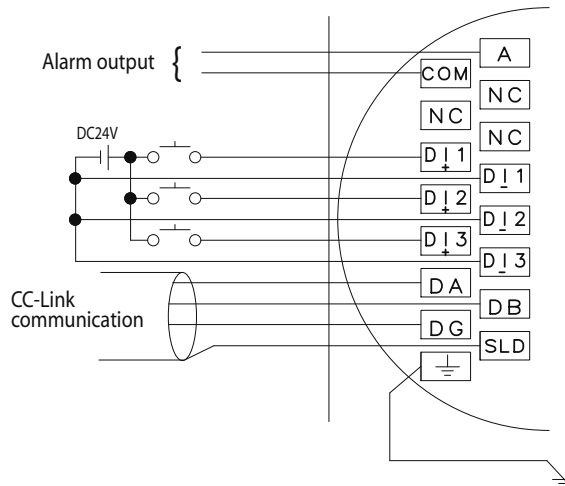 Alarm output {
A
COM
NC
NC
NC
DC24V
DI1
+
DI1
-
DI2
+
DI2
-
DI3
+
DI3
-
CC-Link
communication
DA
DB
DG
SLD